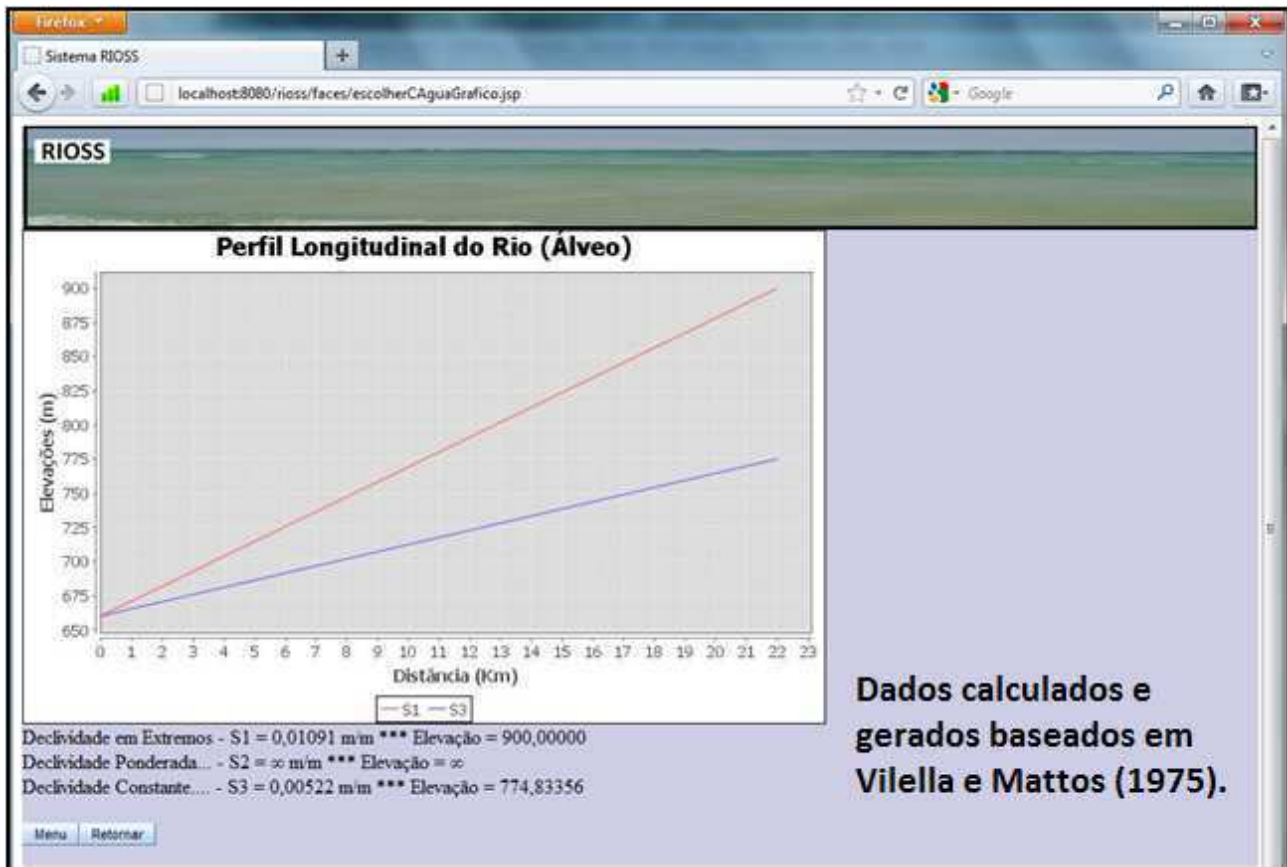 Firefox
Sistema RIOSS
localhost:8080/rioss/faces/escolherCAguaGrafico.jsp
Google
RIOSS
Perfil Longitudinal do Rio (Álveo)
Elevações (m)
900
875
850
825
800
775
750
725
700
675
650
0 1 2 3 4 5 6 7 8 9 10 11 12 13 14 15 16 17 18 19 20 21 22 23
Distância (Km)
S1 S3
Declividade em Extremos - S1 = 0,01091 m/m *** Elevação = 900,00000
Declividade Ponderada... - S2 = ∞ m/m *** Elevação = ∞
Declividade Constante.... - S3 = 0,00522 m/m *** Elevação = 774,83356
Dados calculados e
gerados baseados em
Vilella e Mattos (1975).
Menu Retornar